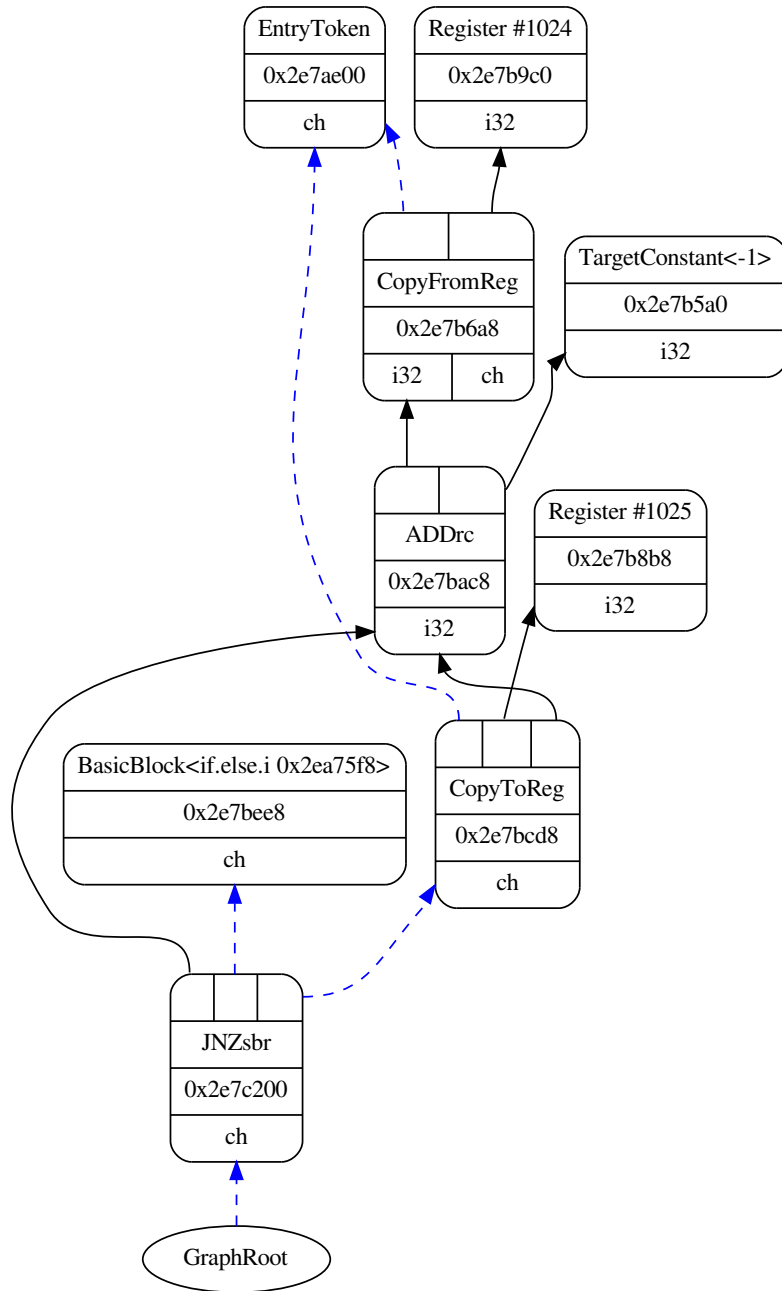 EntryToken
0x2e7ae00
ch
Register #1024
0x2e7b9c0
i32
CopyFromReg
0x2e7b6a8
i32 ch
TargetConstant<-1>
0x2e7b5a0
i32
ADDrc
0x2e7bac8
i32
Register #1025
0x2e7b8b8
i32
BasicBlock<if.else.i 0x2ea75f8>
0x2e7bee8
ch
CopyToReg
0x2e7bcd8
ch
JNZsbr
0x2e7c200
ch
GraphRoot